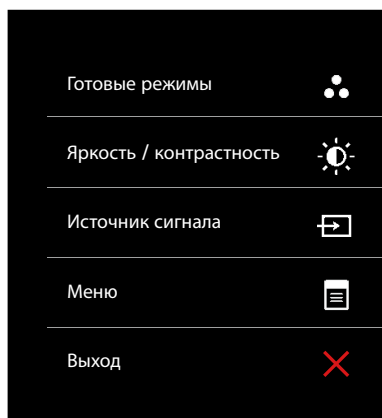 Готовые режимы
Яркость / контрастность
Источник сигнала
Меню
Выход